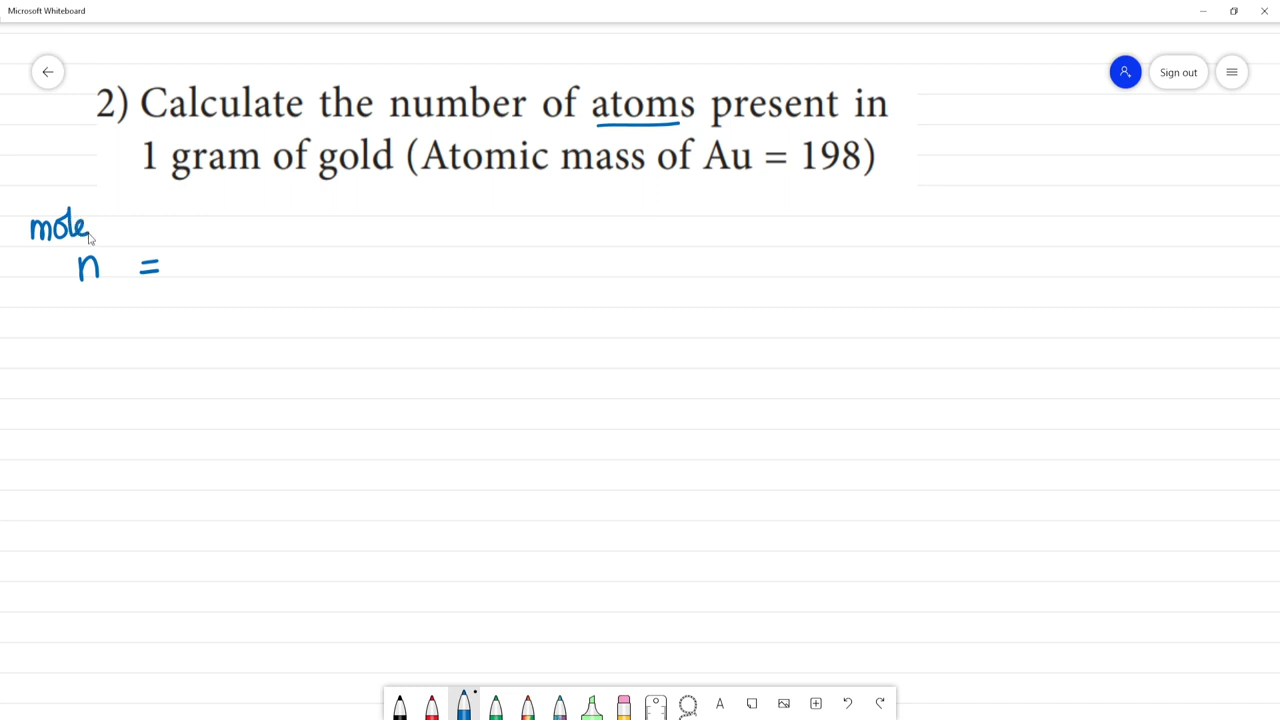 Microsoft Whiteboard
Sign out
2) Calculate the number of atoms present in
1 gram of gold (Atomic mass of Au = 198)
mole
n =
A